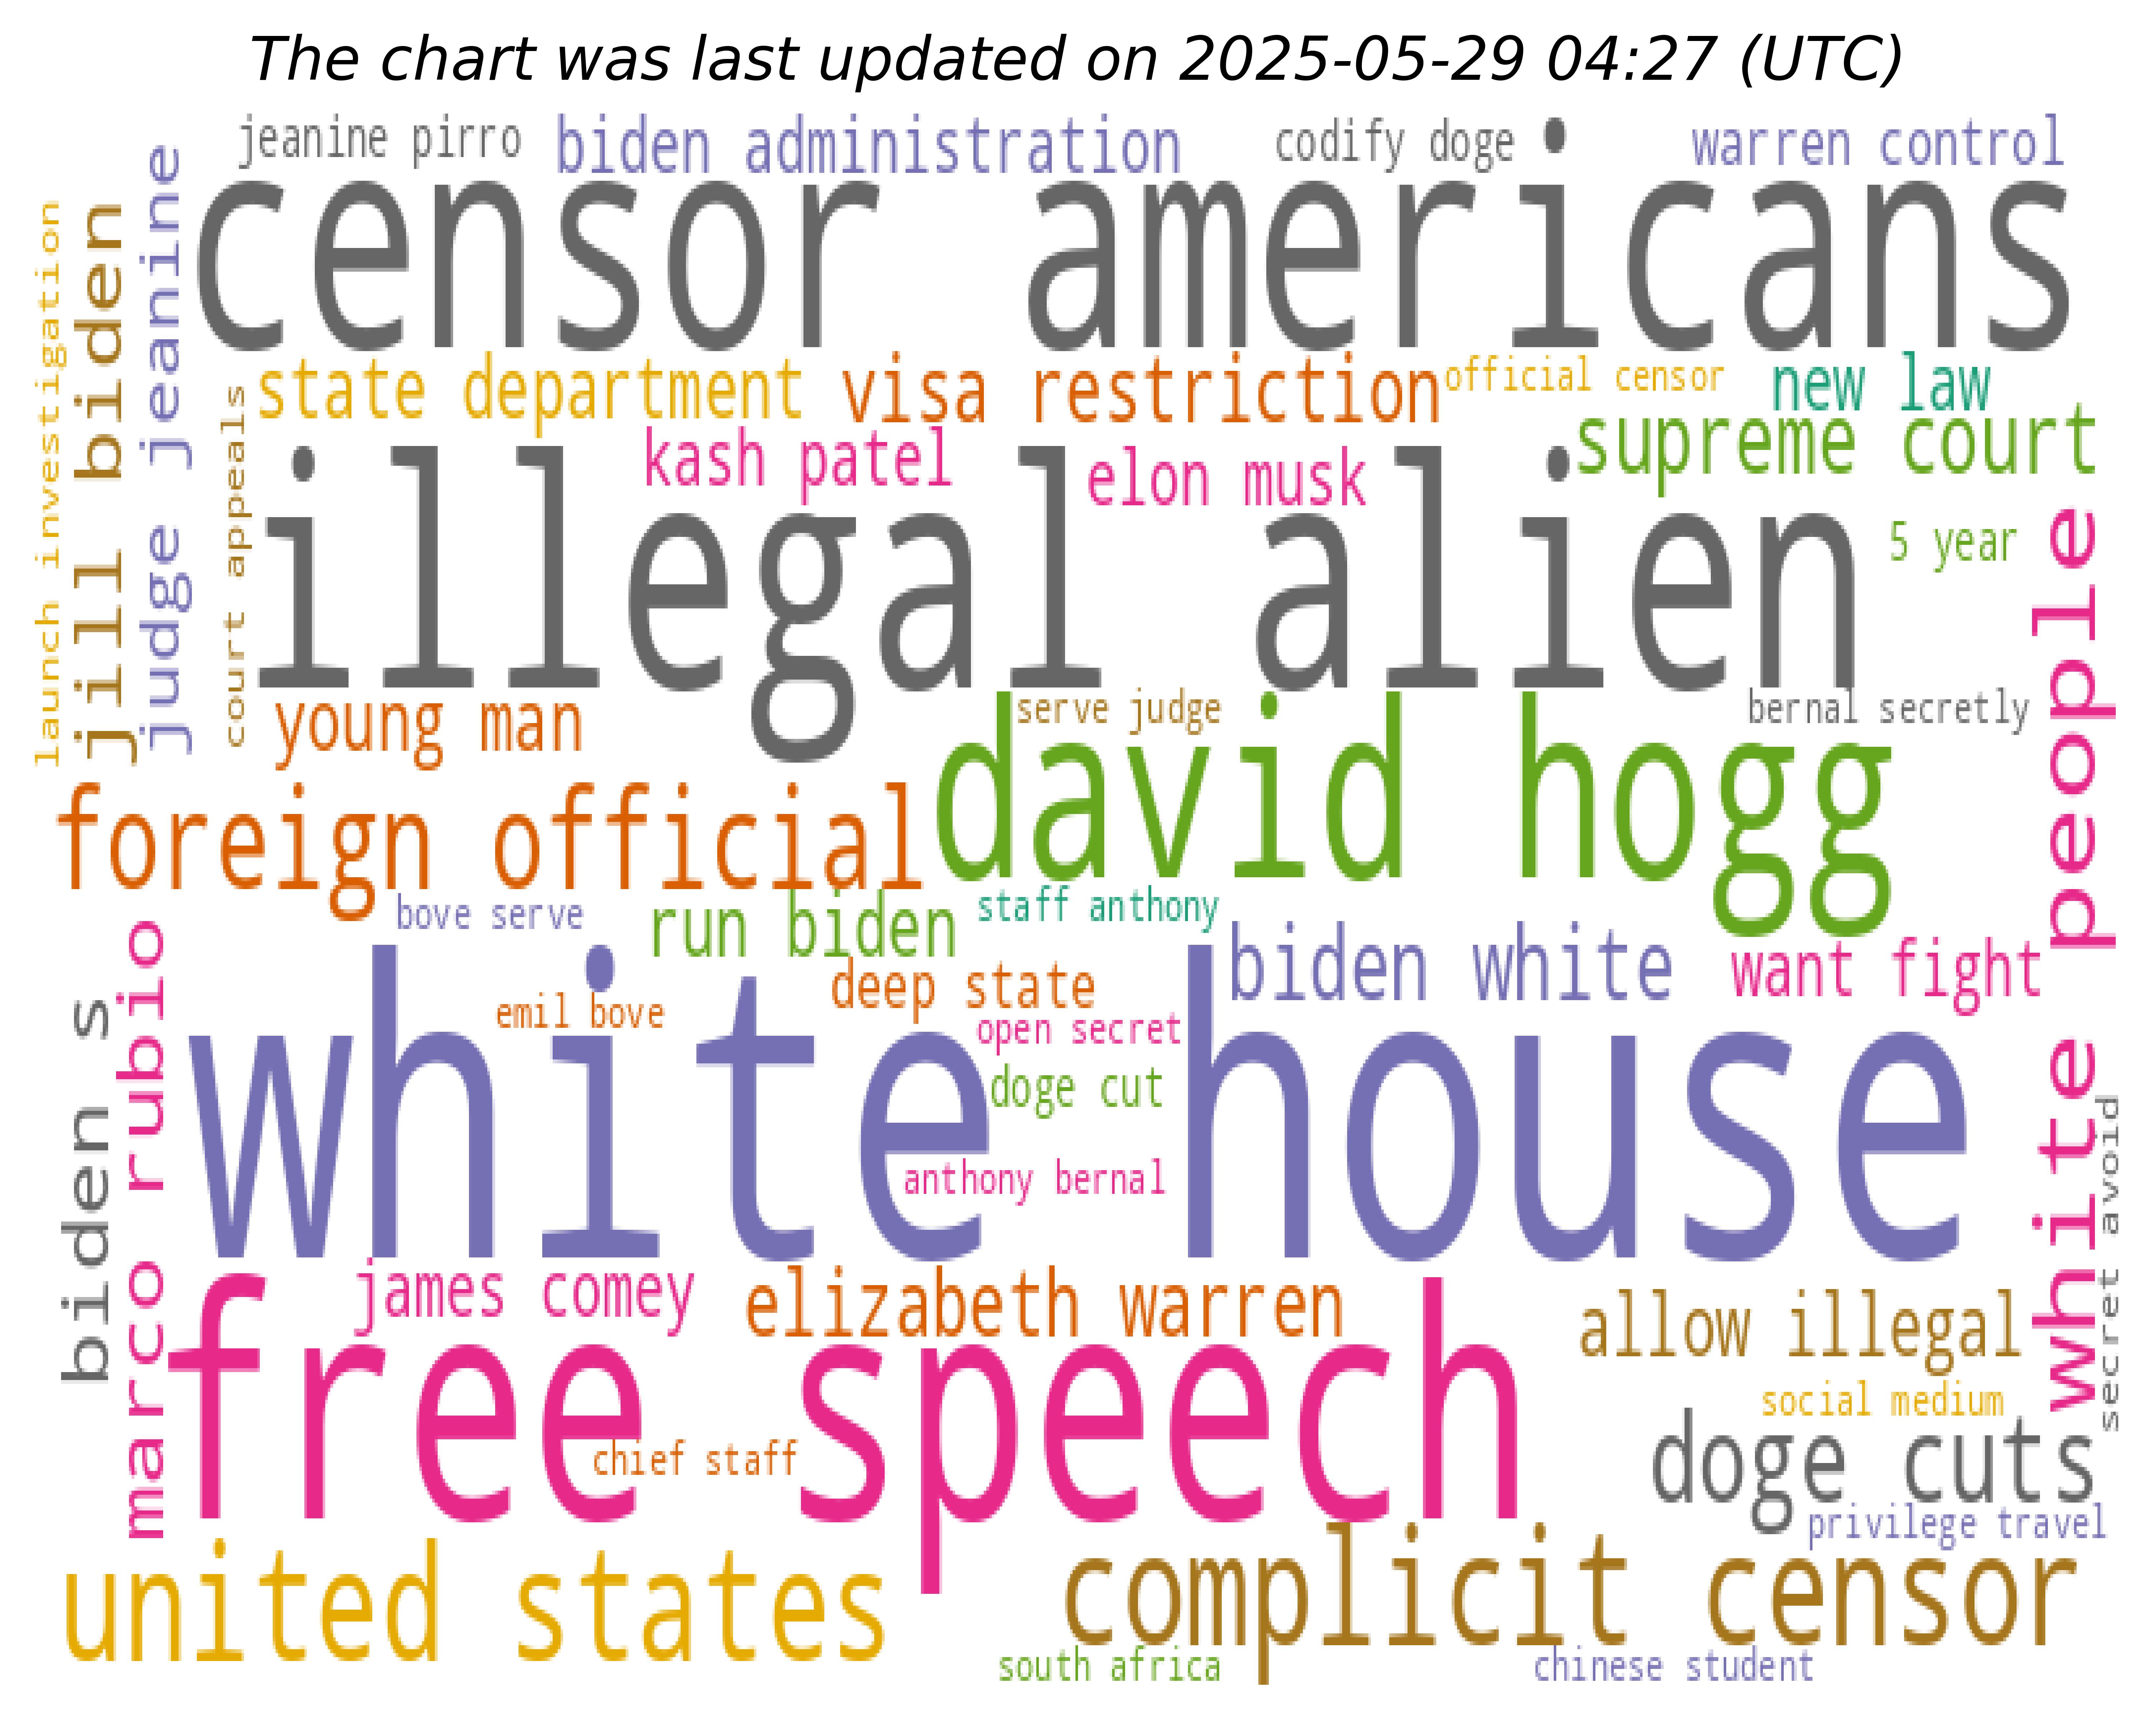 The chart was last updated on 2025-05-29 04:27 (UTC)
jeanine pirro
biden administration
codify doge
warren control
censor americans
launch investigation
jill biden
judge jeanine
court appeals
state department
visa restriction
official censor
new law
supreme court
kash patel
elon musk
illegal alien
5 year
white people
young man
serve judge
bernal secretly
david hogg
foreign official
bove serve
run biden
staff anthony
biden white
want fight
deep state
emil bove
open secret
white house
doge cut
anthony bernal
biden s
marco rubio
secret avoid
james comey
elizabeth warren
allow illegal
free speech
social medium
chief staff
doge cuts
privilege travel
united states
complicit censor
south africa
chinese student